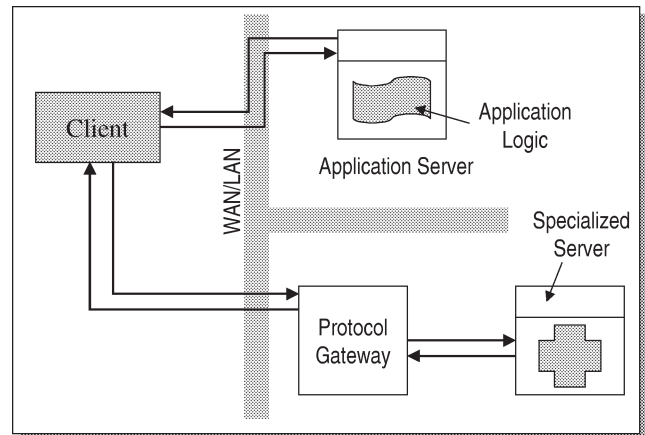 Client
WAN/LAN
Application
Logic
Application Server
Specialized
Server
Protocol
Gateway